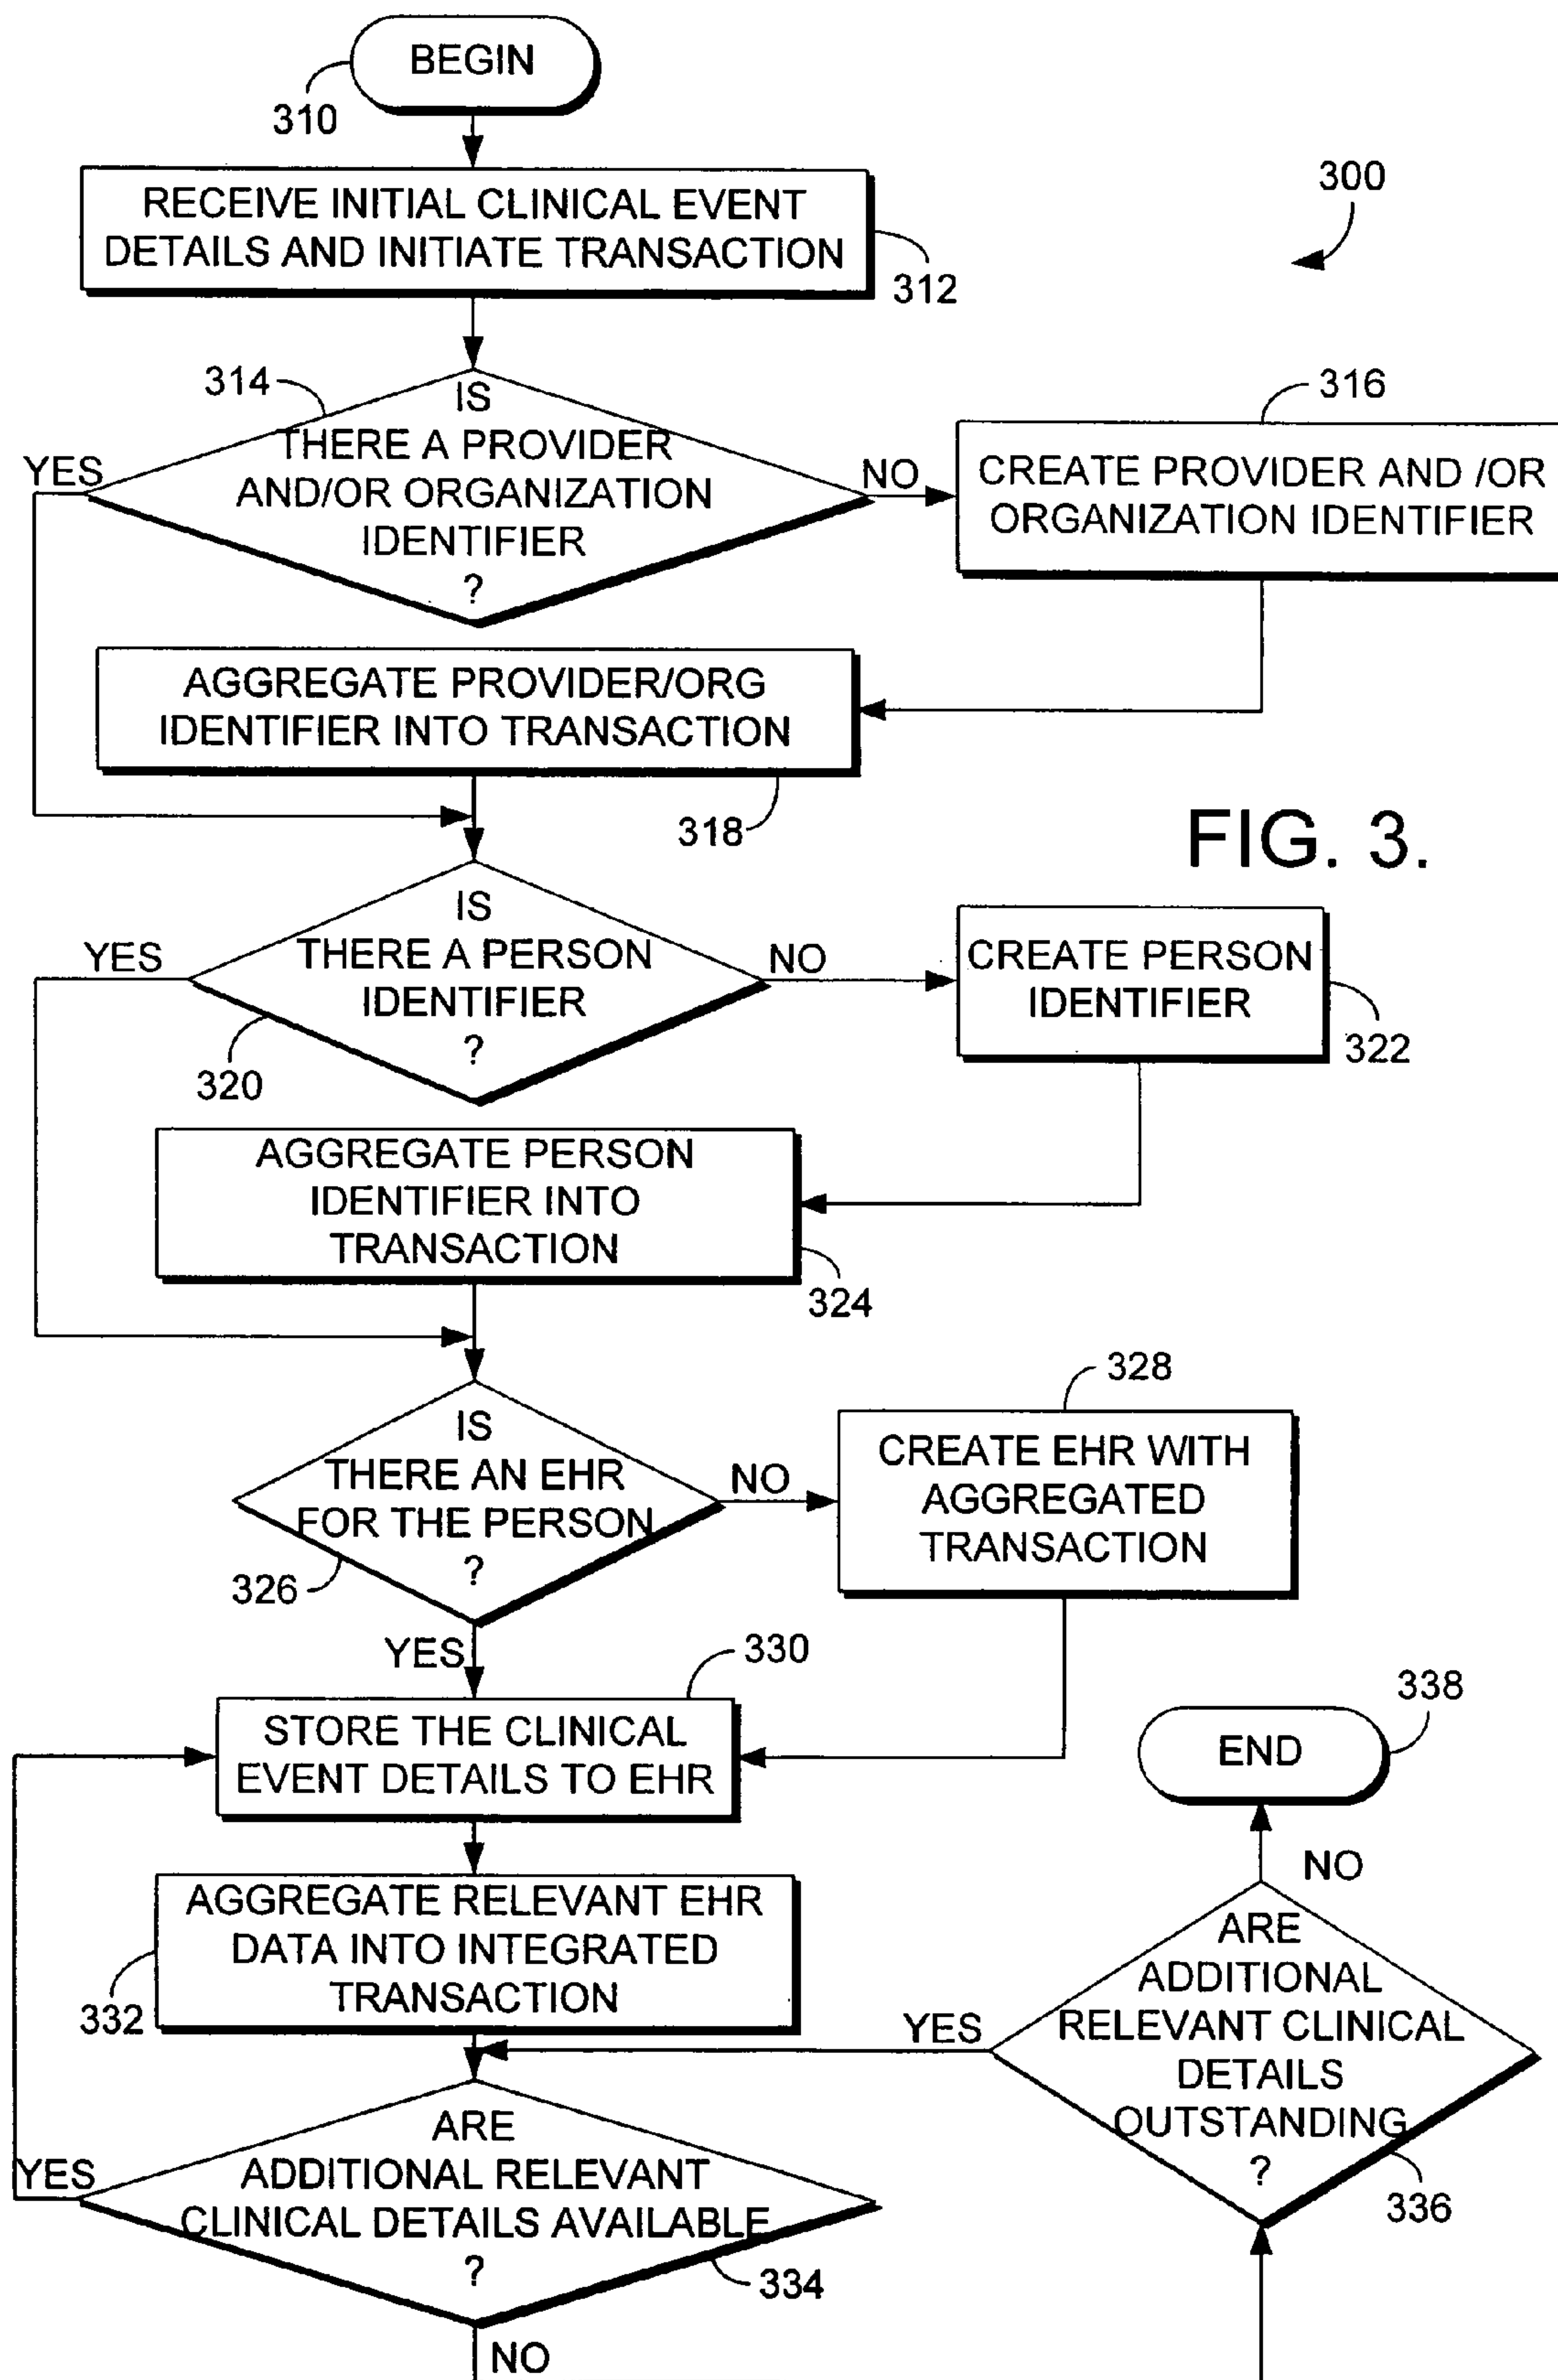 BEGIN
310
RECEIVE INITIAL CLINICAL EVENT
DETAILS AND INITIATE TRANSACTION
312
300
314
IS
THERE A PROVIDER
AND/OR ORGANIZATION
IDENTIFIER
?
YES
NO
316
CREATE PROVIDER AND /OR
ORGANIZATION IDENTIFIER
AGGREGATE PROVIDER/ORG
IDENTIFIER INTO TRANSACTION
318
FIG. 3.
IS
THERE A PERSON
IDENTIFIER
?
YES
NO
320
CREATE PERSON
IDENTIFIER
322
AGGREGATE PERSON
IDENTIFIER INTO
TRANSACTION
324
IS
THERE AN EHR
FOR THE PERSON
?
326
NO
328
CREATE EHR WITH
AGGREGATED
TRANSACTION
YES
330
STORE THE CLINICAL
EVENT DETAILS TO EHR
338
END
AGGREGATE RELEVANT EHR
DATA INTO INTEGRATED
TRANSACTION
332
NO
ARE
ADDITIONAL
RELEVANT CLINICAL
DETAILS
OUTSTANDING
?
YES
336
ARE
ADDITIONAL RELEVANT
CLINICAL DETAILS AVAILABLE
?
YES
334
NO